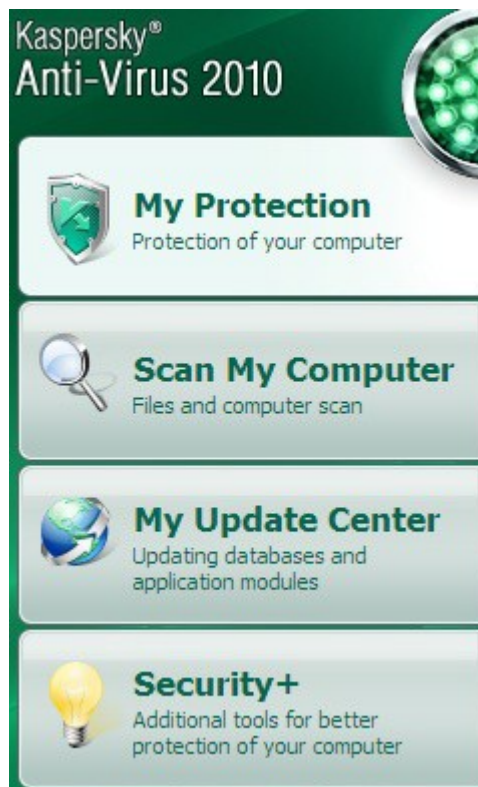 Kaspersky®
Anti-Virus 2010
My Protection
Protection of your computer
Scan My Computer
Files and computer scan
My Update Center
Updating databases and
application modules
Security+
Additional tools for better
protection of your computer